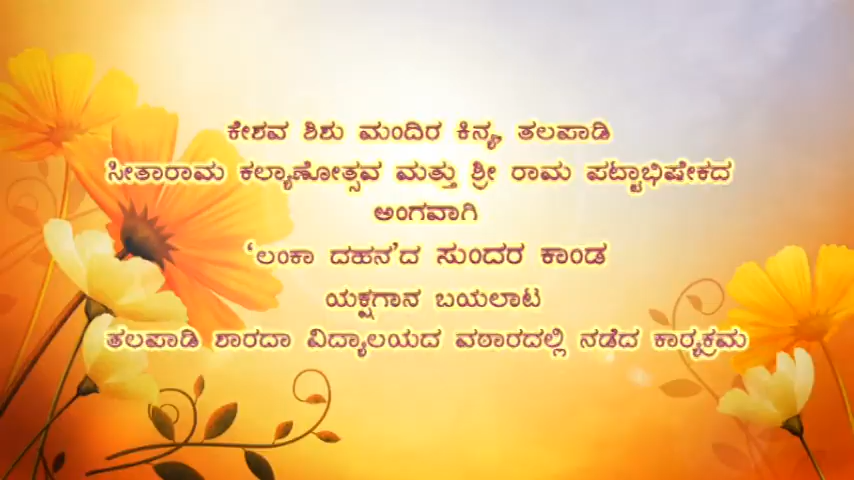 ಕೇಶವ ಶಿಶು ಮಂದಿರ ಕಿನ್ಯ, ತಲಪಾಡಿ
ಸೀತಾರಾಮ ಕಲ್ಯಾಣೋತ್ಸವ ಮತ್ತು ಶ್ರೀ ರಾಮ ಪಟ್ಟಾಭಿಷೇಕದ
ಅಂಗವಾಗಿ
‘ಲಂಕಾ ದಹನ’ದ ಸುಂದರ ಕಾಂಡ
ಯಕ್ಷಗಾನ ಬಯಲಾಟ
ತಲಪಾಡಿ ಶಾರದಾ ವಿದ್ಯಾಲಯದ ವಠಾರದಲ್ಲಿ ನಡೆದ ಕಾರ್‍ಯಕ್ರಮ